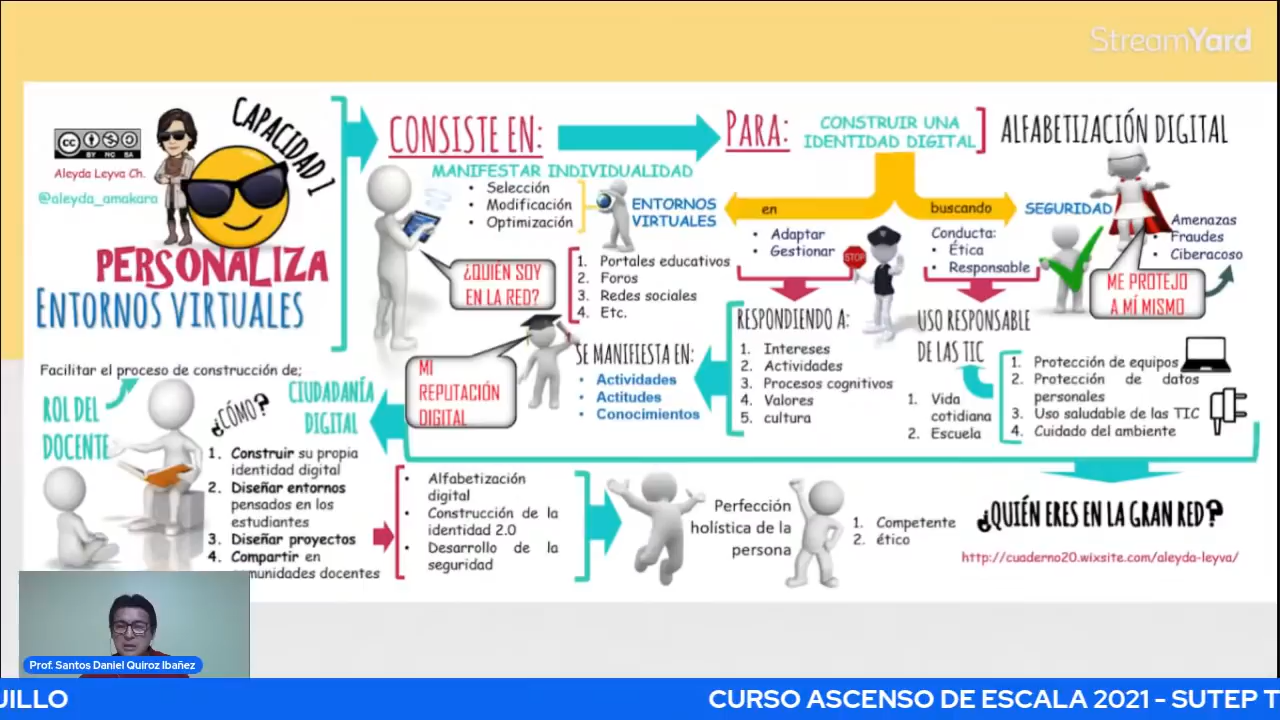 StreamYard
CAPACIDAD 1
CC BY NC SA
Aleyda Leyva Ch.
@aleyda_amakara
PERSONALIZA
ENTORNOS VIRTUALES
CONSISTE EN:
MANIFESTAR INDIVIDUALIDAD
• Selección
• Modificación
• Optimización
ENTORNOS
VIRTUALES
¿QUIÉN SOY
EN LA RED?
1. Portales educativos
2. Foros
3. Redes sociales
4. Etc.
PARA:
CONSTRUIR UNA
IDENTIDAD DIGITAL
ALFABETIZACIÓN DIGITAL
en
buscando
• Adaptar
• Gestionar
STOP
SEGURIDAD
Conducta:
• Ética
• Responsable
• Amenazas
• Fraudes
• Ciberacoso
ME PROTEJO
A MÍ MISMO
RESPONDIENDO A:
1. Intereses
2. Actividades
3. Procesos cognitivos
4. Valores
5. cultura
USO RESPONSABLE
DE LAS TIC
1. Vida
cotidiana
2. Escuela
1. Protección de equipos
2. Protección de datos
personales
3. Uso saludable de las TIC
4. Cuidado del ambiente
SE MANIFIESTA EN:
• Actividades
• Actitudes
• Conocimientos
MI
REPUTACIÓN
DIGITAL
CIUDADANÍA
DIGITAL
Facilitar el proceso de construcción de;
ROL DEL
DOCENTE
¿CÓMO?
1. Construir su propia
identidad digital
2. Diseñar entornos
pensados en los
estudiantes
3. Diseñar proyectos
4. Compartir en
comunidades docentes
• Alfabetización
digital
• Construcción de la
identidad 2.0
• Desarrollo de la
seguridad
Perfección
holística de la
persona
1. Competente
2. ético
¿QUIÉN ERES EN LA GRAN RED?
http://cuaderno20.wixsite.com/aleyda-leyva/
Prof. Santos Daniel Quiroz Ibañez
UILLO CURSO ASCENSO DE ESCALA 2021 - SUTEP T